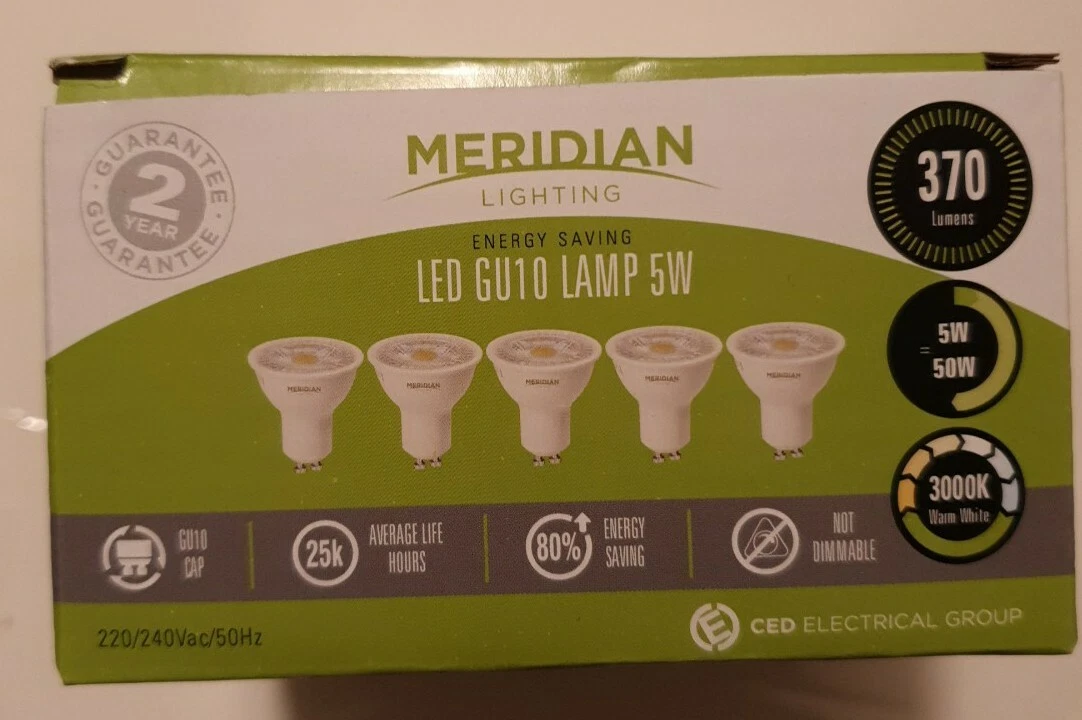 GUARANTEE
2
YEAR
GUARANTEE
MERIDIAN
LIGHTING
370
Lumens
ENERGY SAVING
LED GU10 LAMP 5W
5W
=
50W
MERIDIAN
MERIDIAN
MERIDIAN
MERIDIAN
MERIDIAN
3000K
Warm White
GU10
CAP
25k
AVERAGE LIFE
HOURS
80%
ENERGY
SAVING
NOT
DIMMABLE
220/240Vac/50Hz
E
CED ELECTRICAL GROUP